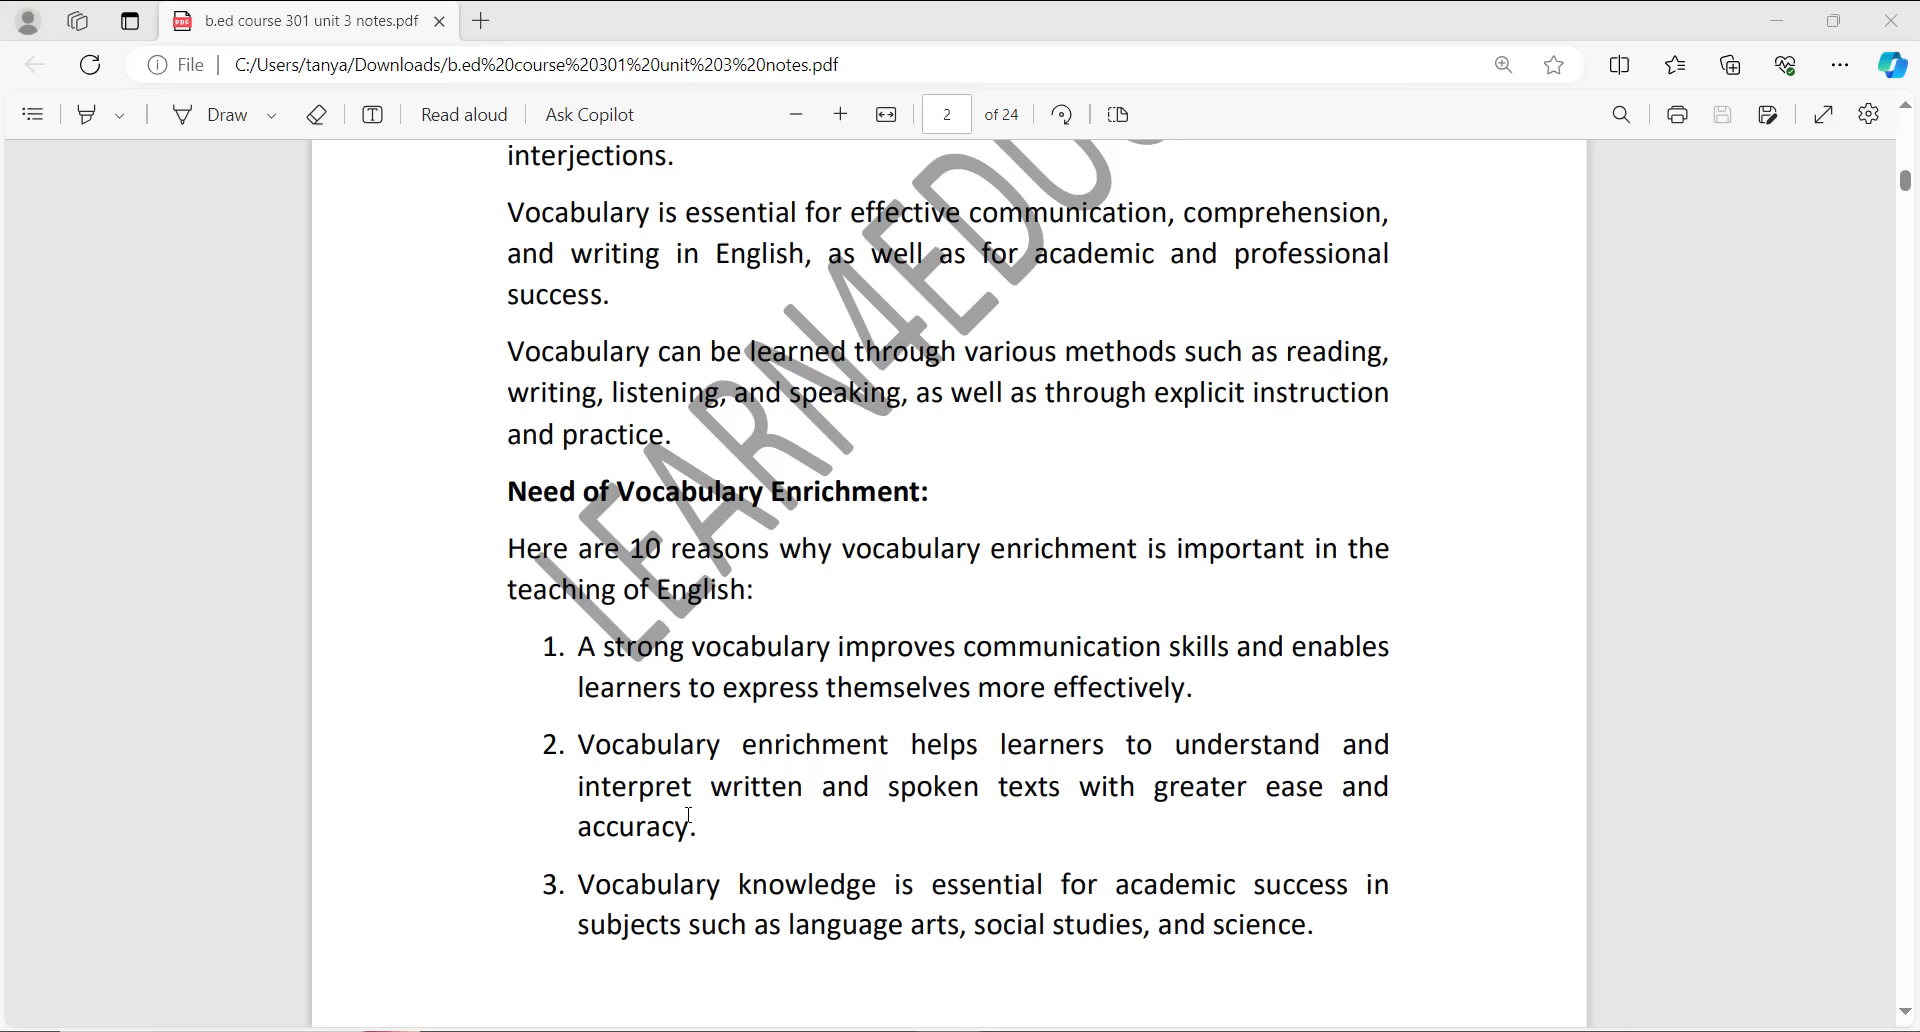 b.ed course 301 unit 3 notes.pdf
File
C:/Users/tanya/Downloads/b.ed%20course%20301%20unit%203%20notes.pdf
Draw
Read aloud
Ask Copilot
2
of 24
interjections.
Vocabulary is essential for effective communication, comprehension,
and writing in English, as well as for academic and professional
success.
Vocabulary can be learned through various methods such as reading,
writing, listening, and speaking, as well as through explicit instruction
and practice.
Need of Vocabulary Enrichment:
Here are 10 reasons why vocabulary enrichment is important in the
teaching of English:
1. A strong vocabulary improves communication skills and enables
learners to express themselves more effectively.
2. Vocabulary enrichment helps learners to understand and
interpret written and spoken texts with greater ease and
accuracy.
3. Vocabulary knowledge is essential for academic success in
subjects such as language arts, social studies, and science.